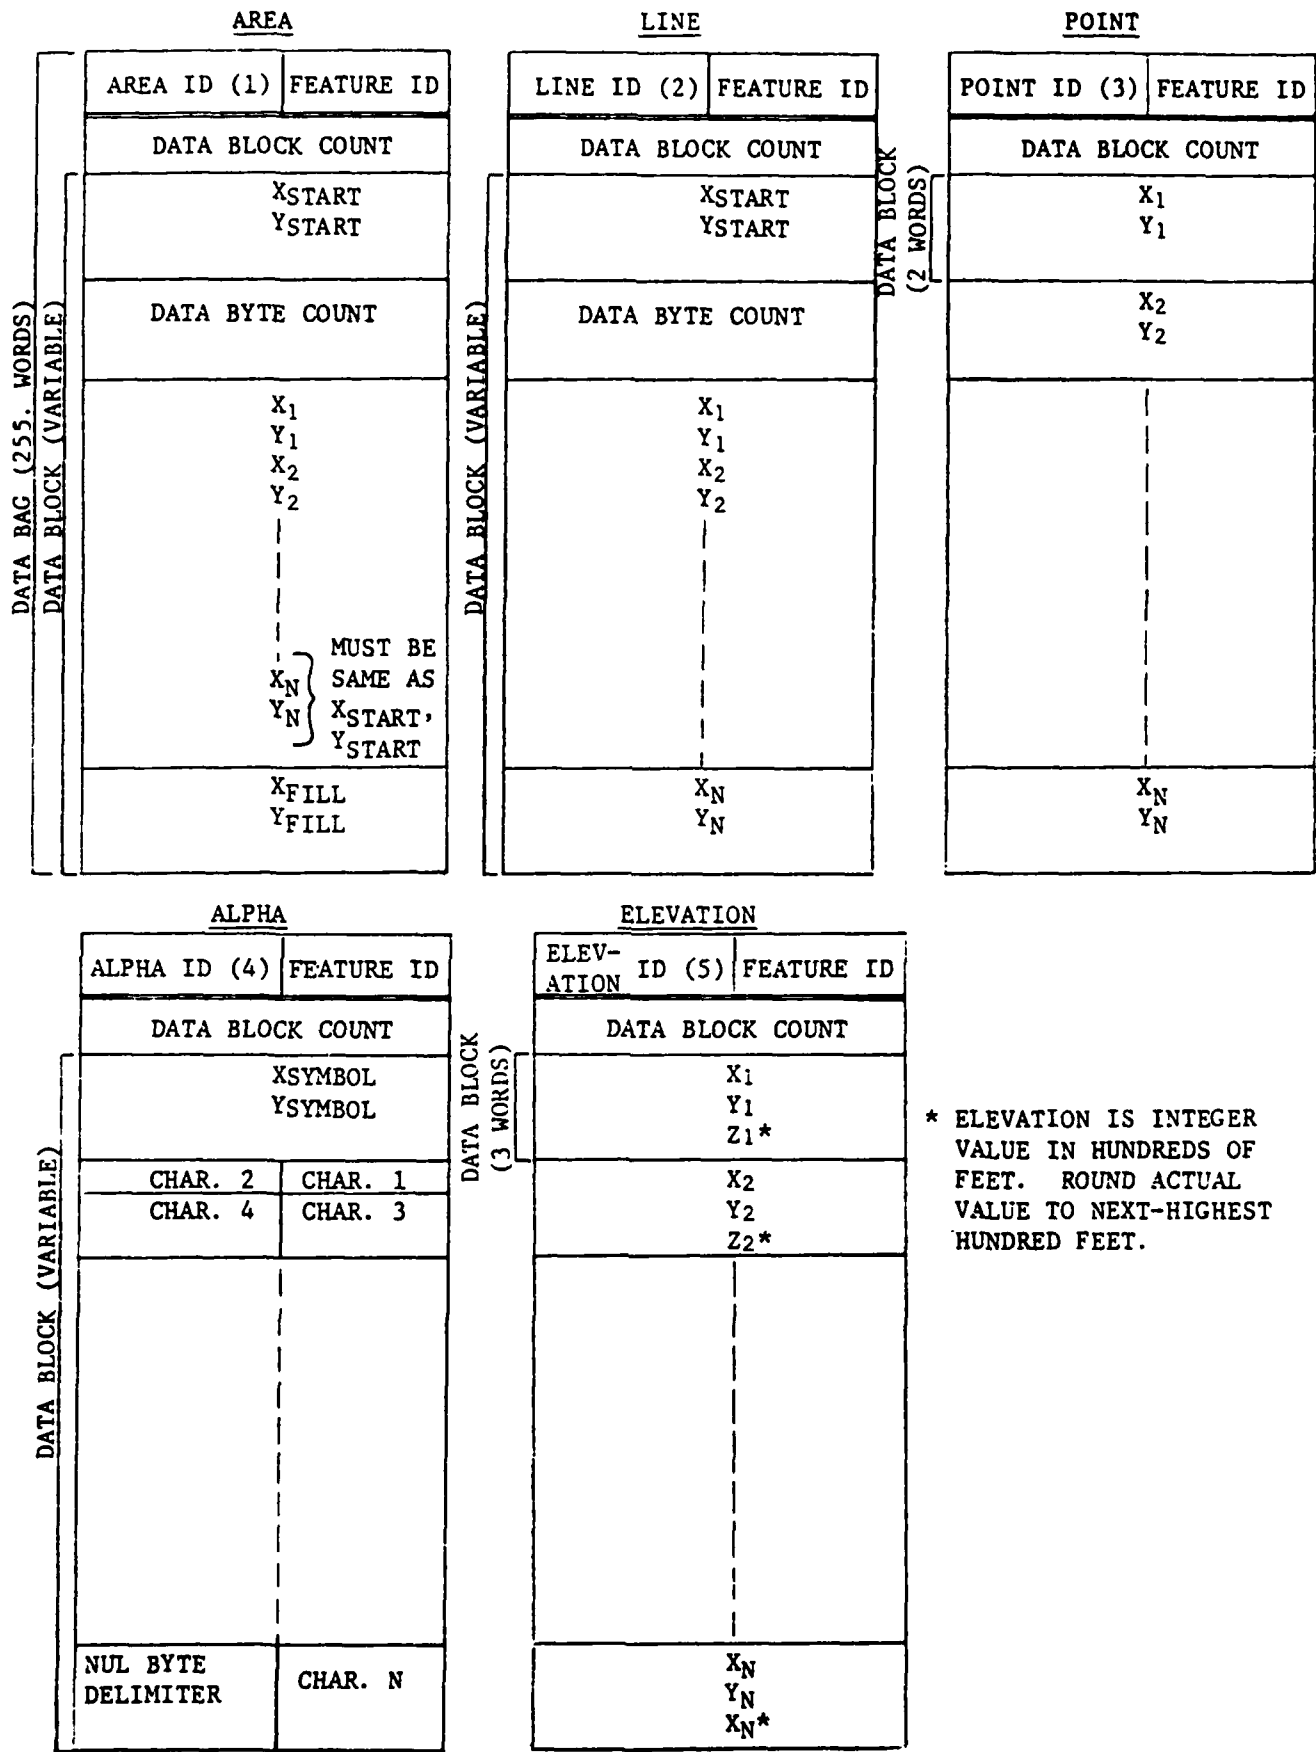 AREA
AREA ID (1) FEATURE ID
DATA BLOCK COUNT
XSTART
YSTART
DATA BYTE COUNT
X1
Y1
X2
Y2
XN
YN
MUST BE
SAME AS
XSTART,
YSTART
XFILL
YFILL
DATA BAG (255. WORDS)
DATA BLOCK (VARIABLE)
LINE
LINE ID (2) FEATURE ID
DATA BLOCK COUNT
XSTART
YSTART
DATA BYTE COUNT
X1
Y1
X2
Y2
XN
YN
DATA BLOCK (VARIABLE)
POINT
POINT ID (3) FEATURE ID
DATA BLOCK COUNT
X1
Y1
X2
Y2
XN
YN
DATA BLOCK
(2 WORDS)
ALPHA
ALPHA ID (4) FEATURE ID
DATA BLOCK COUNT
XSYMBOL
YSYMBOL
CHAR. 2 CHAR. 1
CHAR. 4 CHAR. 3
NUL BYTE
DELIMITER
CHAR. N
DATA BLOCK (VARIABLE)
ELEVATION
ELEV-
ATION
ID (5) FEATURE ID
DATA BLOCK COUNT
X1
Y1
Z1*
X2
Y2
Z2*
XN
YN
XN*
DATA BLOCK
(3 WORDS)
* ELEVATION IS INTEGER
VALUE IN HUNDREDS OF
FEET. ROUND ACTUAL
VALUE TO NEXT-HIGHEST
HUNDRED FEET.